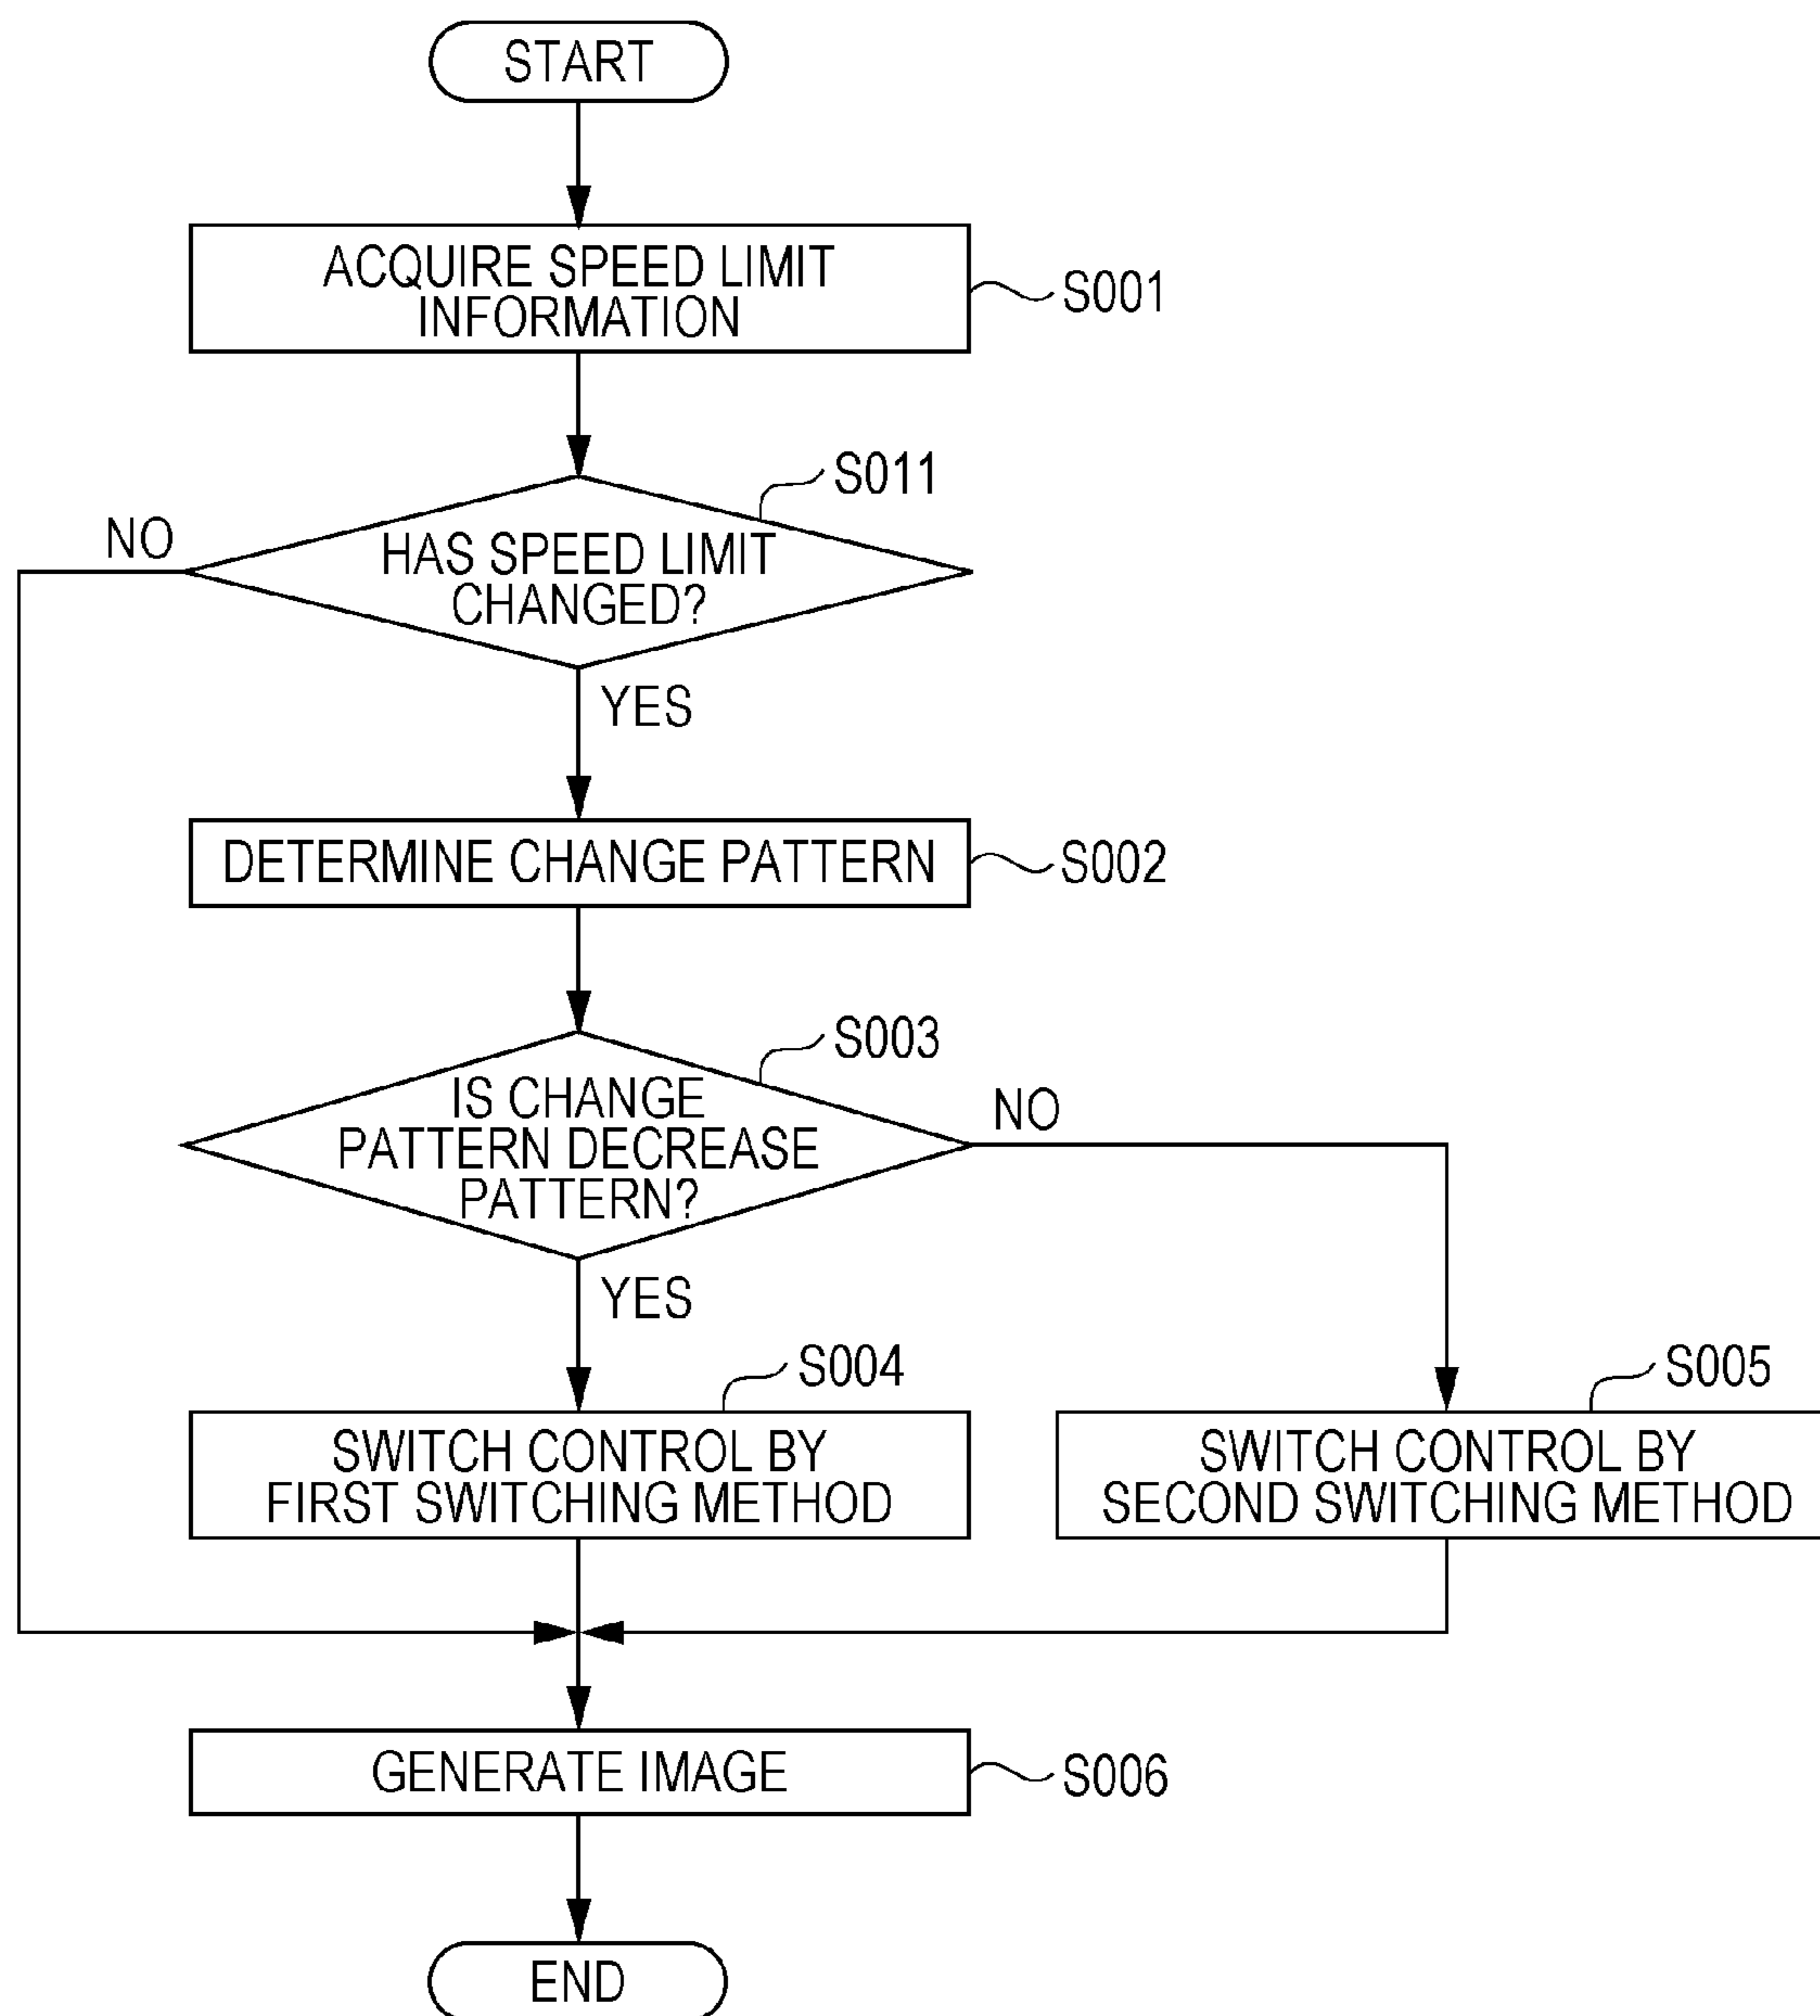 START
ACQUIRE SPEED LIMIT
INFORMATION
S001
S011
NO
HAS SPEED LIMIT
CHANGED?
YES
DETERMINE CHANGE PATTERN
S002
S003
IS CHANGE
PATTERN DECREASE
PATTERN?
NO
YES
S004
SWITCH CONTROL BY
FIRST SWITCHING METHOD
S005
SWITCH CONTROL BY
SECOND SWITCHING METHOD
GENERATE IMAGE
S006
END